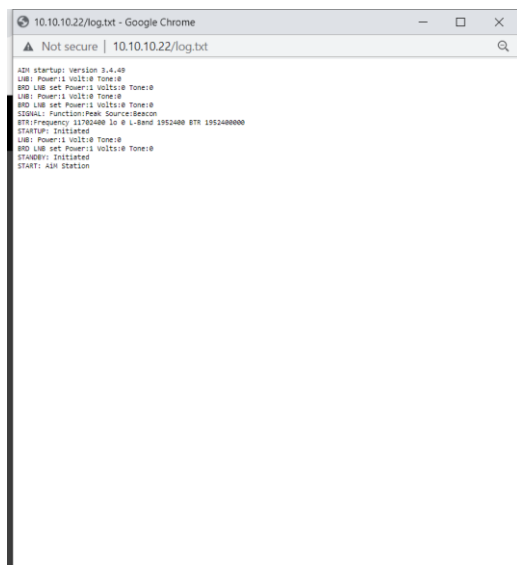 10.10.10.22/log.txt - Google Chrome
Not secure | 10.10.10.22/log.txt
AIM startup: Version 3.4.49
LNB: Power:1 Volt:0 Tone:0
BRD LNB set Power:1 Volts:0 Tone:0
LNB: Power:1 Volt:0 Tone:0
BRD LNB set Power:1 Volts:0 Tone:0
SIGNAL: Function:Peak Source:Beacon
BTR:Frequency 11702400 lo 0 L-Band 1952400 BTR 1952400000
STARTUP: Initiated
LNB: Power:1 Volt:0 Tone:0
BRD LNB set Power:1 Volts:0 Tone:0
STANDBY: Initiated
START: AIM Station